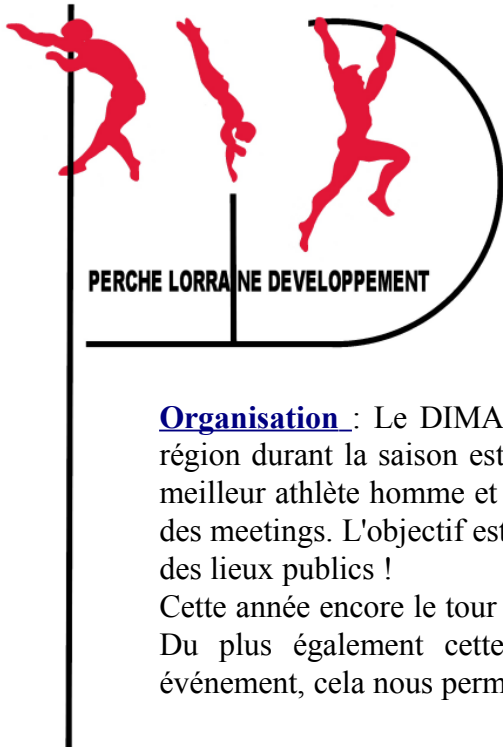 PERCHE LORRAINE DEVELOPPEMENT
Organisation : Le DIMA
région durant la saison est
meilleur athlète homme et
des meetings. L'objectif est
des lieux publics !
Cette année encore le tour
Du plus également cette
événement, cela nous perm